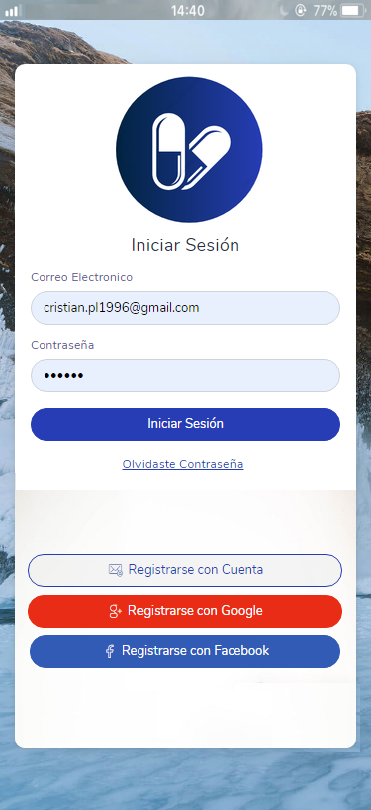 14:40
77%
Iniciar Sesión
Correo Electronico
cristian.pl1996@gmail.com
Contraseña
••••••
Iniciar Sesión
Olvidaste Contraseña
Registrarse con Cuenta
Registrarse con Google
Registrarse con Facebook